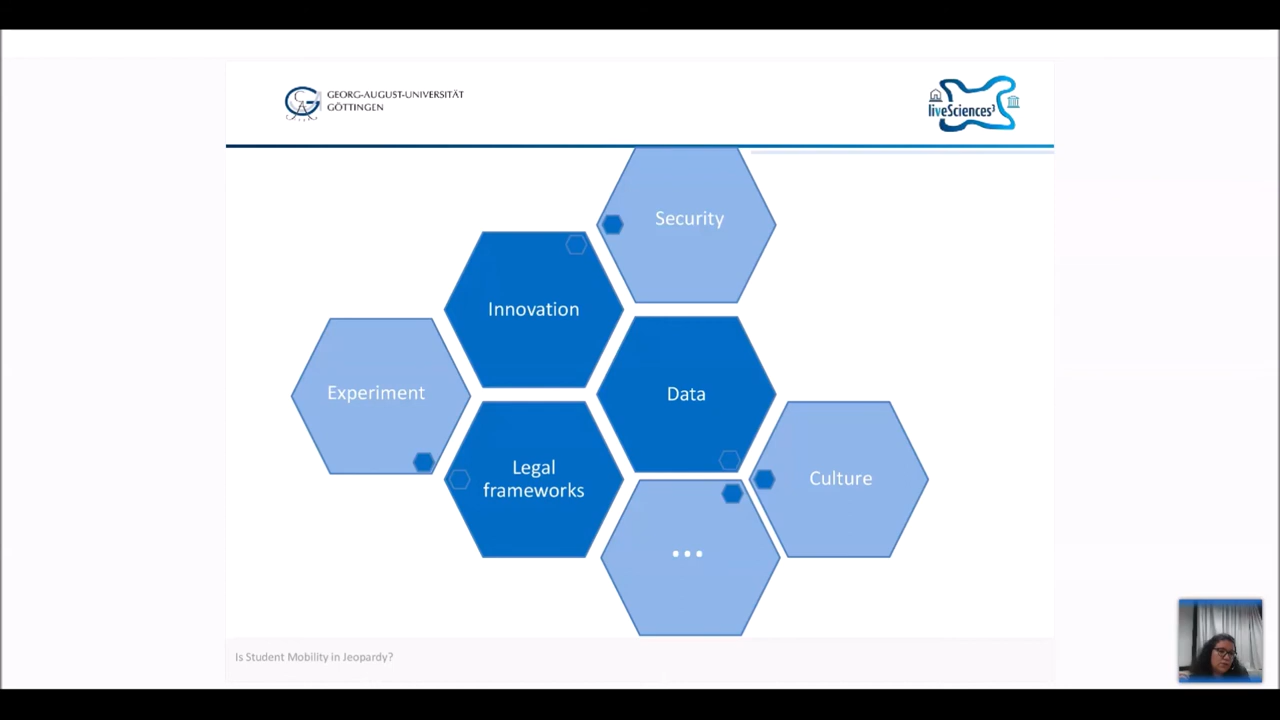 GEORG-AUGUST-UNIVERSITÄT
GÖTTINGEN
liveSciences³
Security
Innovation
Experiment
Data
Legal
frameworks
Culture
...
Is Student Mobility in Jeopardy?